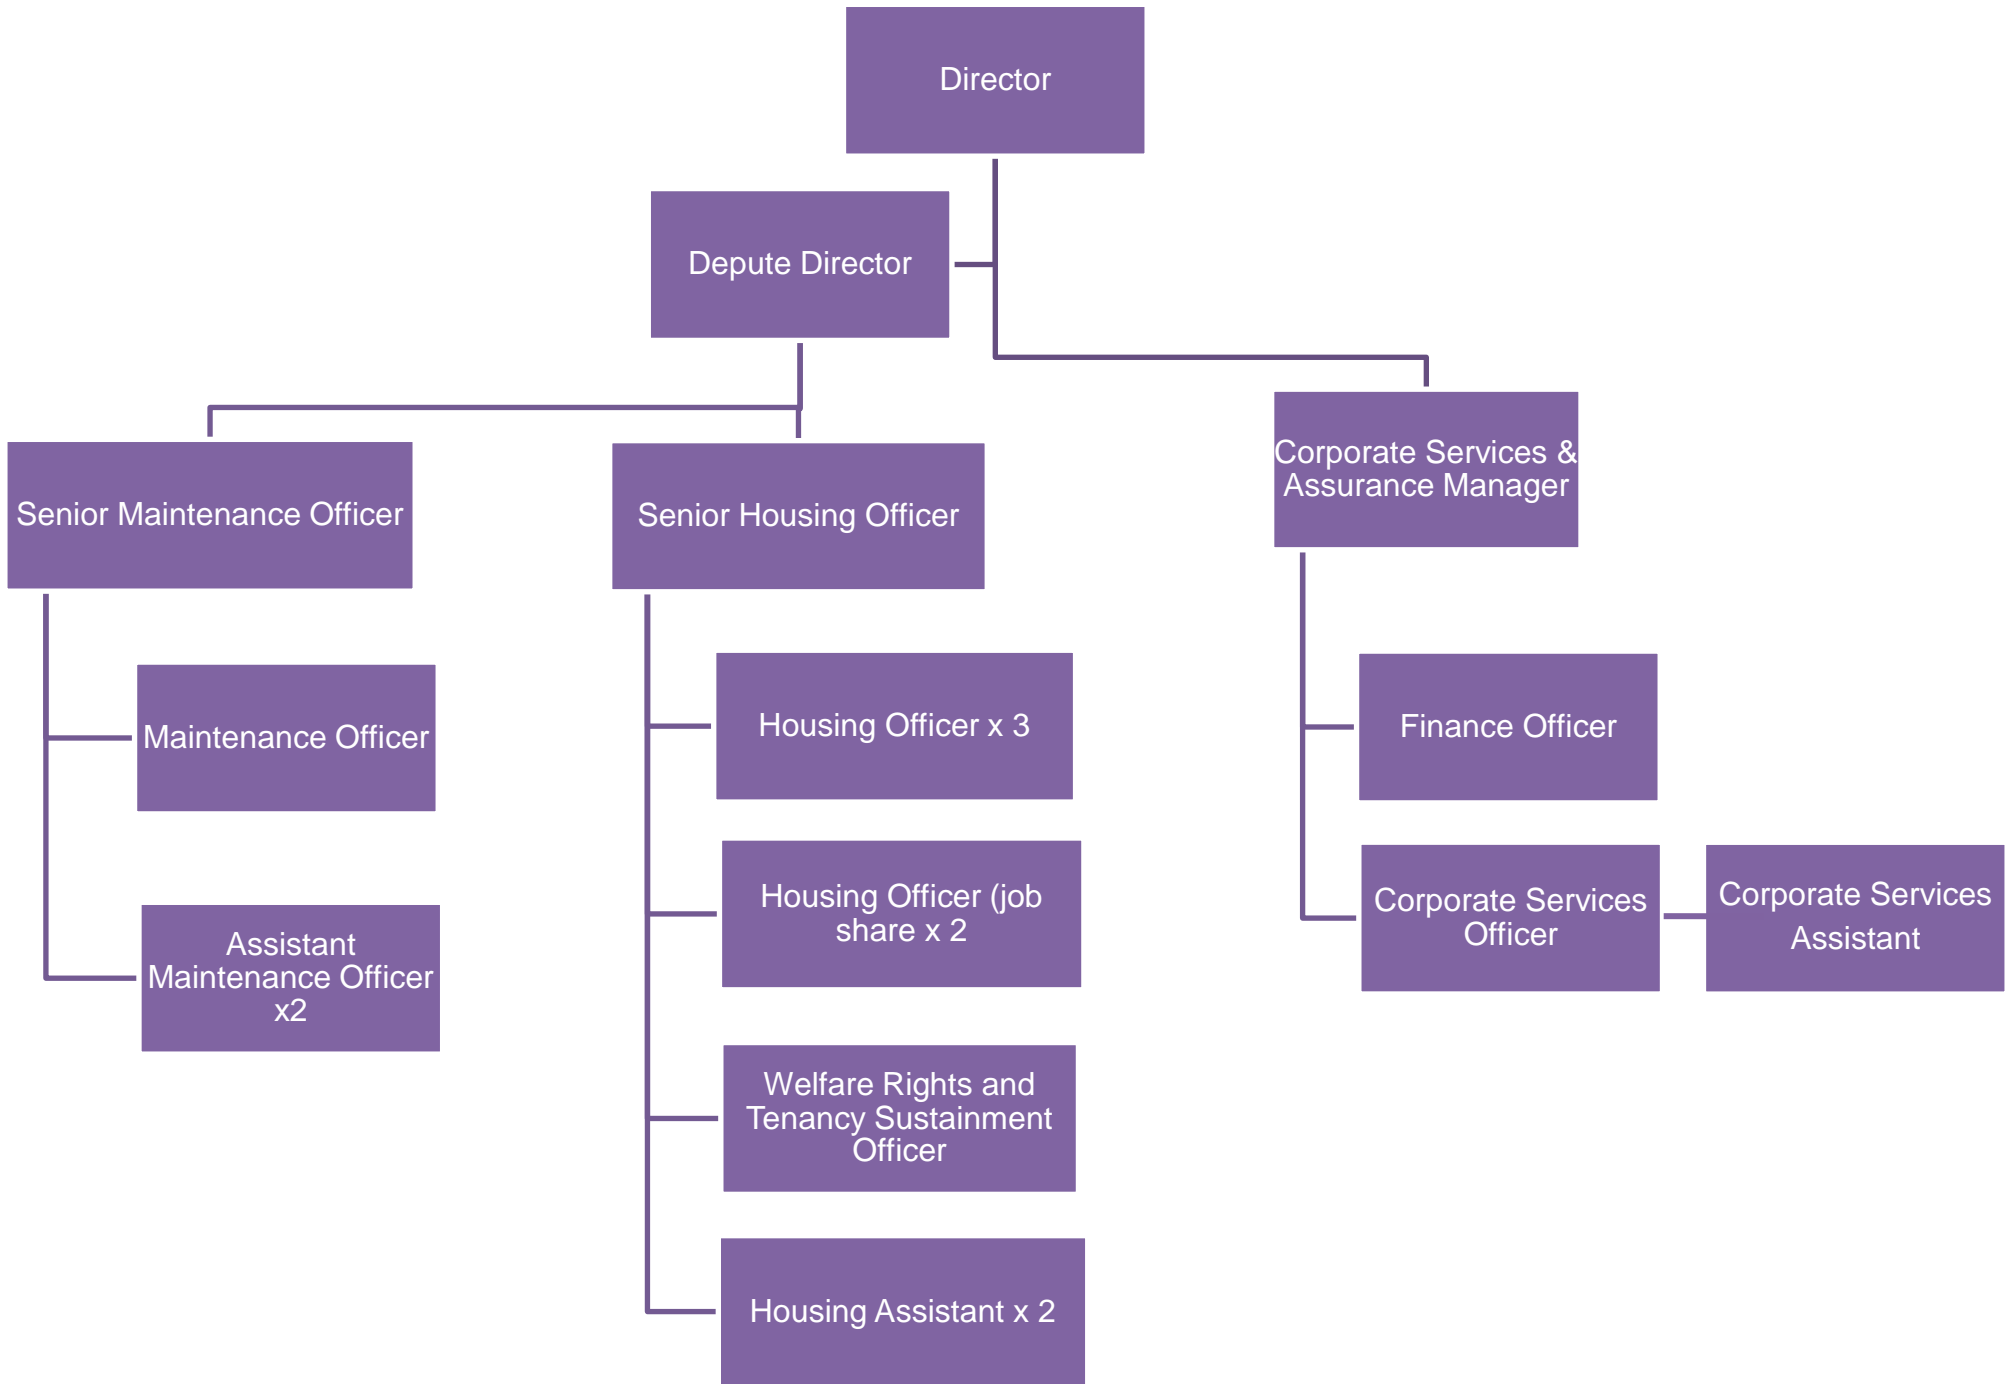 Director
Depute Director
Senior Maintenance Officer
Senior Housing Officer
Corporate Services &
Assurance Manager
Maintenance Officer
Assistant
Maintenance Officer
x2
Housing Officer x 3
Housing Officer (job
share x 2
Welfare Rights and
Tenancy Sustainment
Officer
Housing Assistant x 2
Finance Officer
Corporate Services
Officer
Corporate Services
Assistant